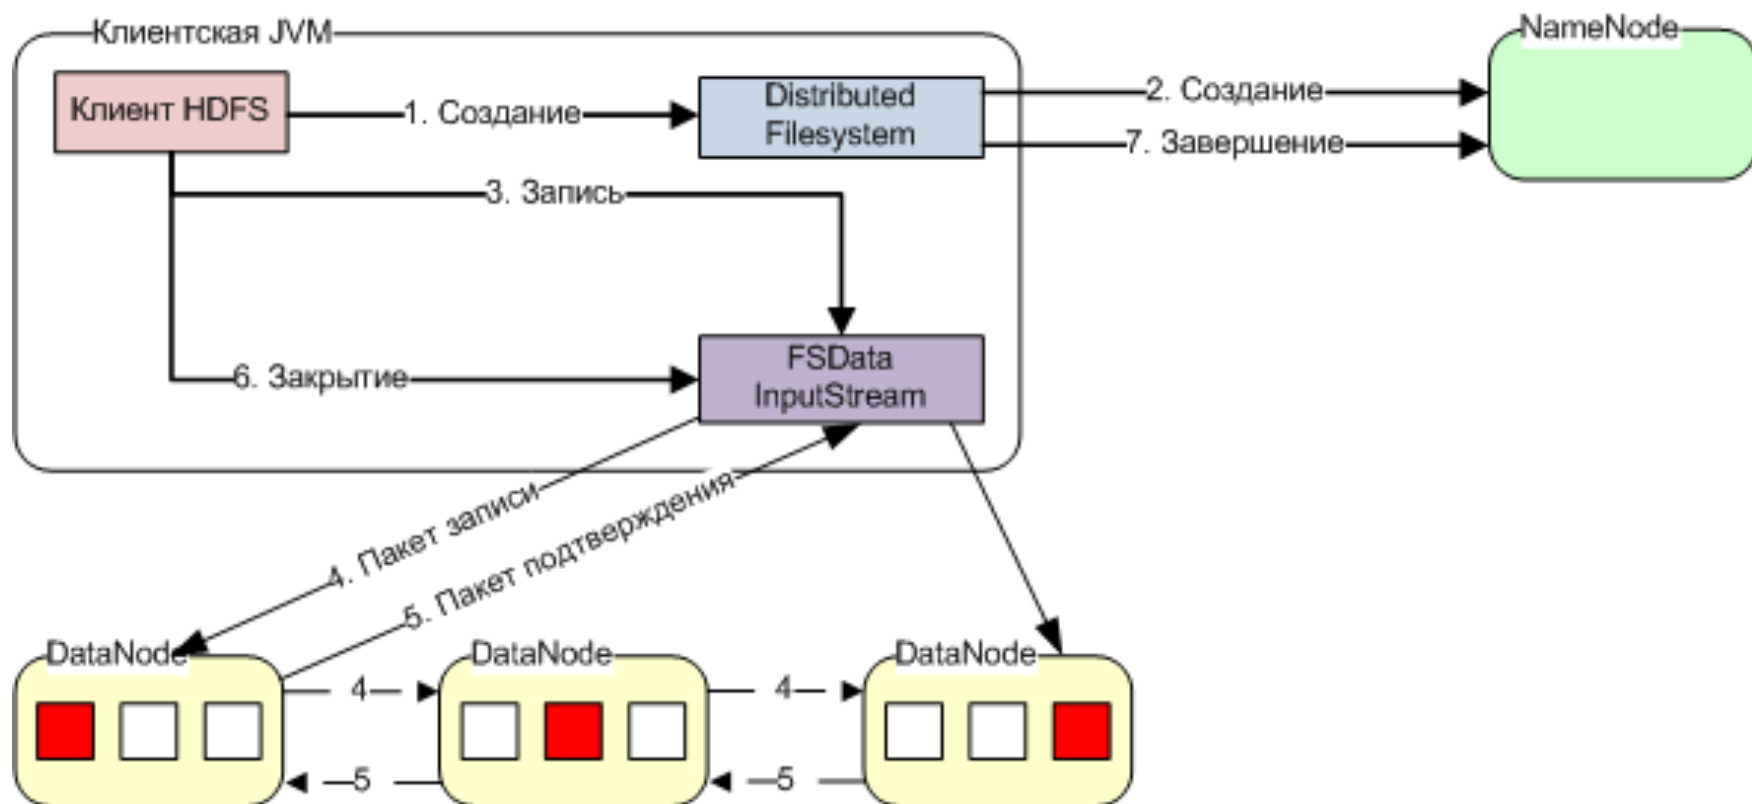 Клиентская JVM
NameNode
Клиент HDFS
1. Создание
Distributed
Filesystem
2. Создание
7. Завершение
3. Запись
6. Закрытие
FSData
InputStream
4. Пакет записи
5. Пакет подтверждения
DataNode
DataNode
DataNode
4
4
5
5